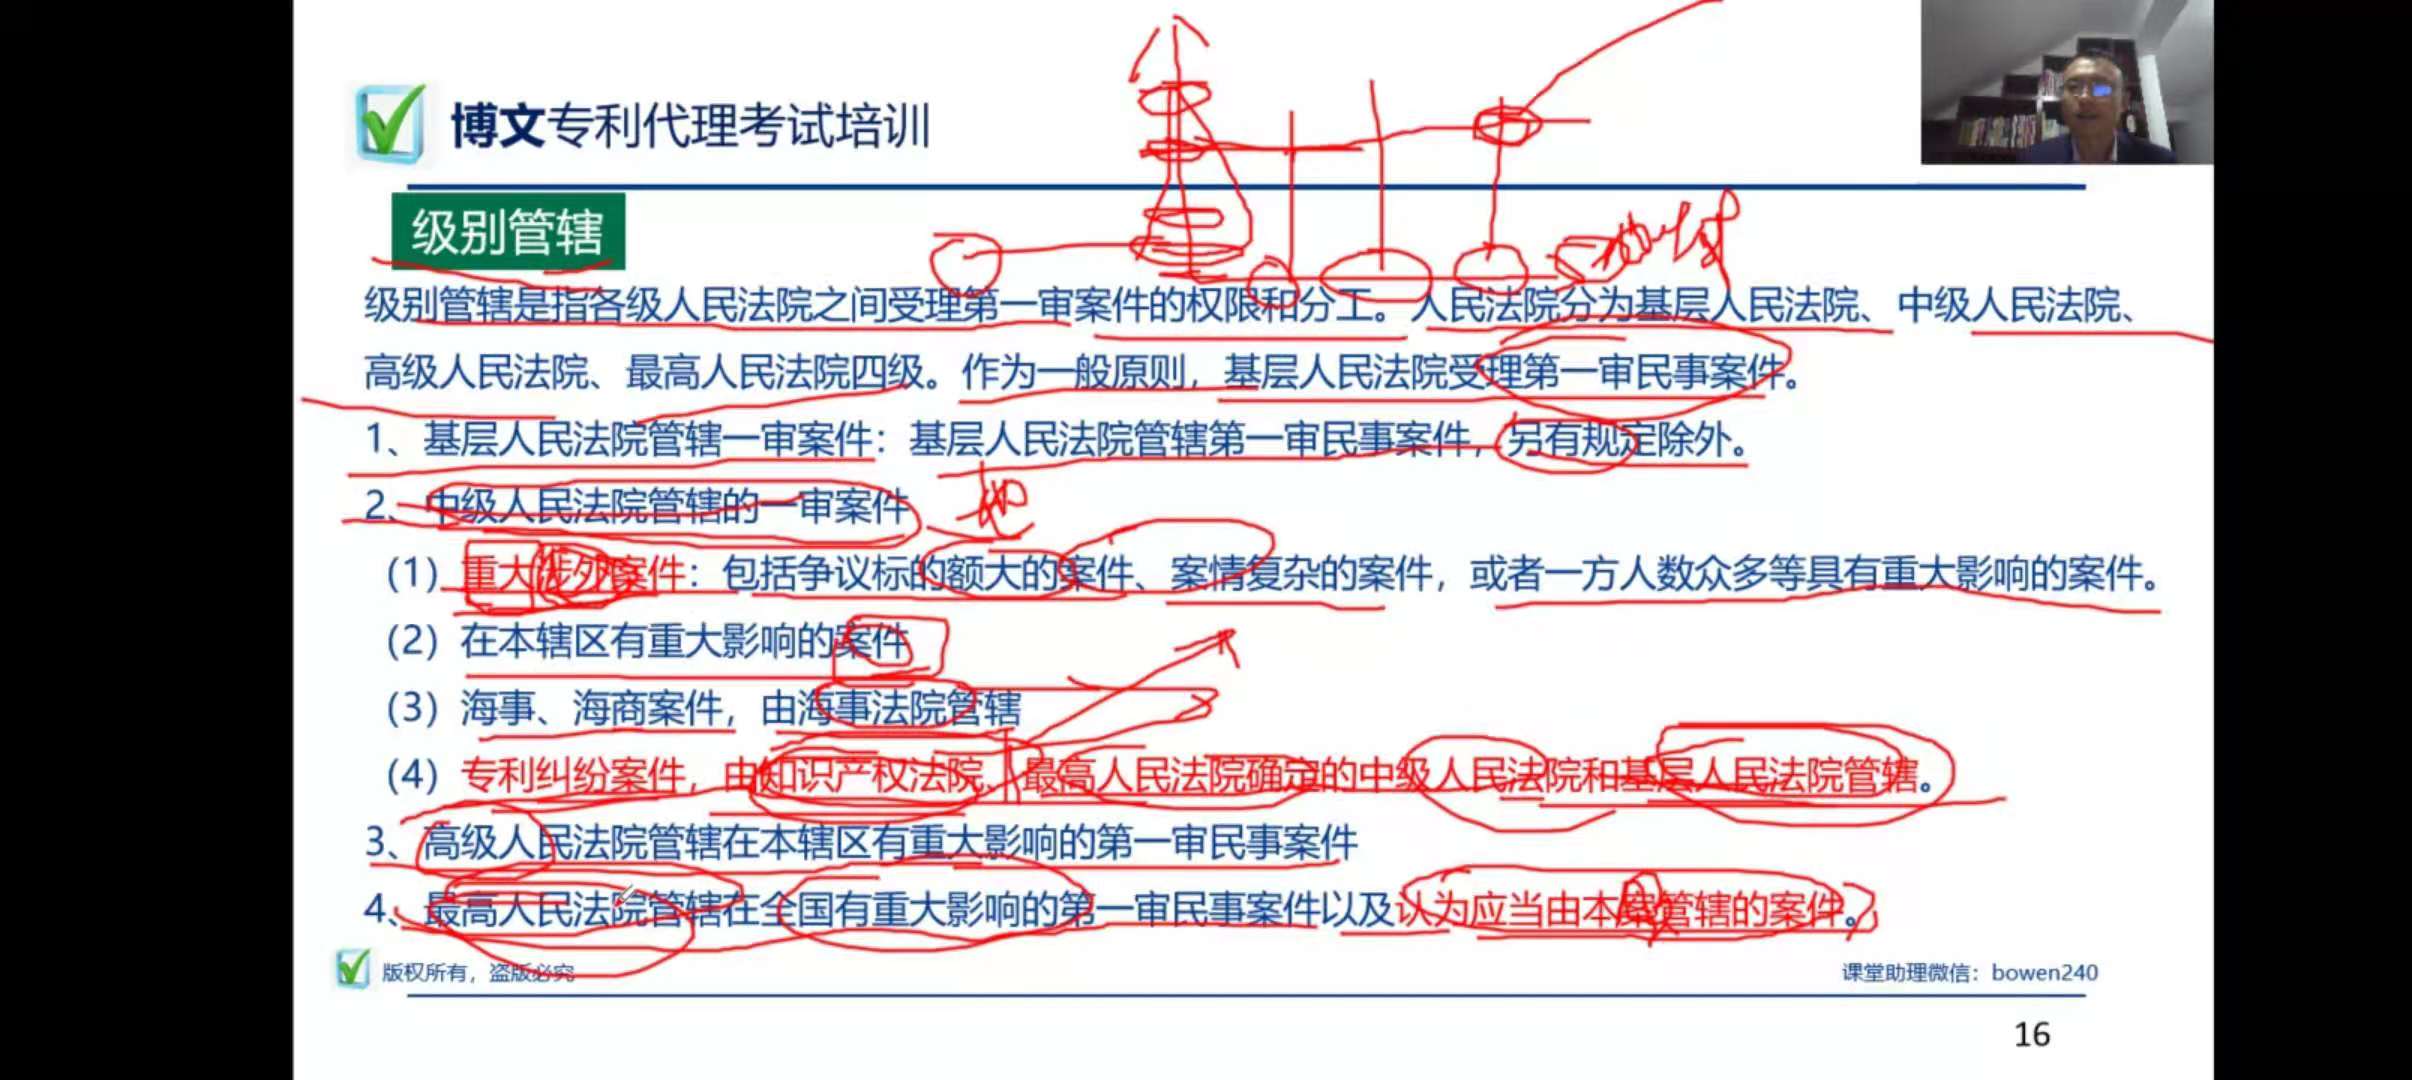 博文专利代理考试培训
级别管辖
级别管辖是指各级人民法院之间受理第一审案件的权限和分工。人民法院分为基层人民法院、中级人民法院、
高级人民法院、最高人民法院四级。作为一般原则，基层人民法院受理第一审民事案件。
1、基层人民法院管辖一审案件：基层人民法院管辖第一审民事案件，另有规定除外。
2、中级人民法院管辖的一审案件
（1）重大涉外案件：包括争议标的额大的案件、案情复杂的案件，或者一方人数众多等具有重大影响的案件。
（2）在本辖区有重大影响的案件
（3）海事、海商案件，由海事法院管辖
（4）专利纠纷案件，由知识产权法院、最高人民法院确定的中级人民法院和基层人民法院管辖。
3、高级人民法院管辖在本辖区有重大影响的第一审民事案件
4、最高人民法院管辖在全国有重大影响的第一审民事案件以及认为应当由本院管辖的案件。
版权所有，盗版必究
课堂助理微信：bowen240
16